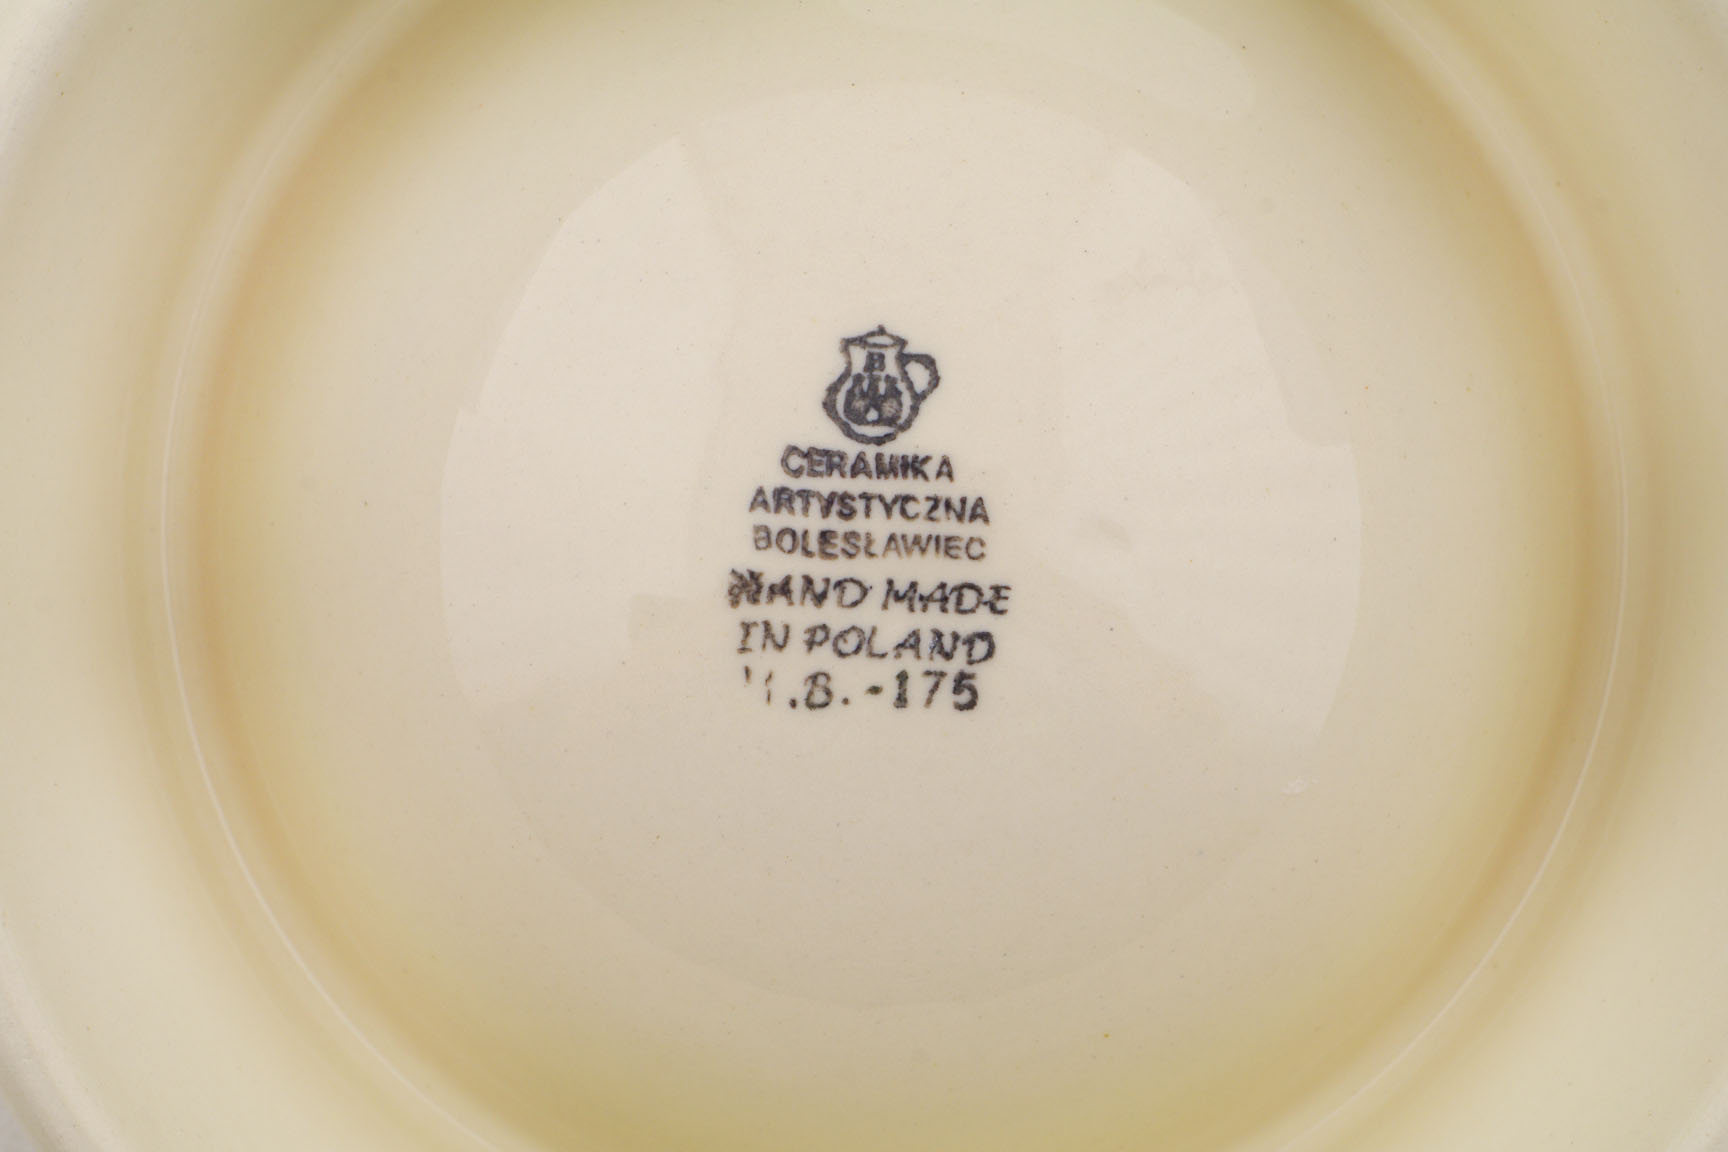 B
CERAMIKA
ARTYSTYCZNA
BOLESŁAWIEC
HAND MADE
IN POLAND
-175